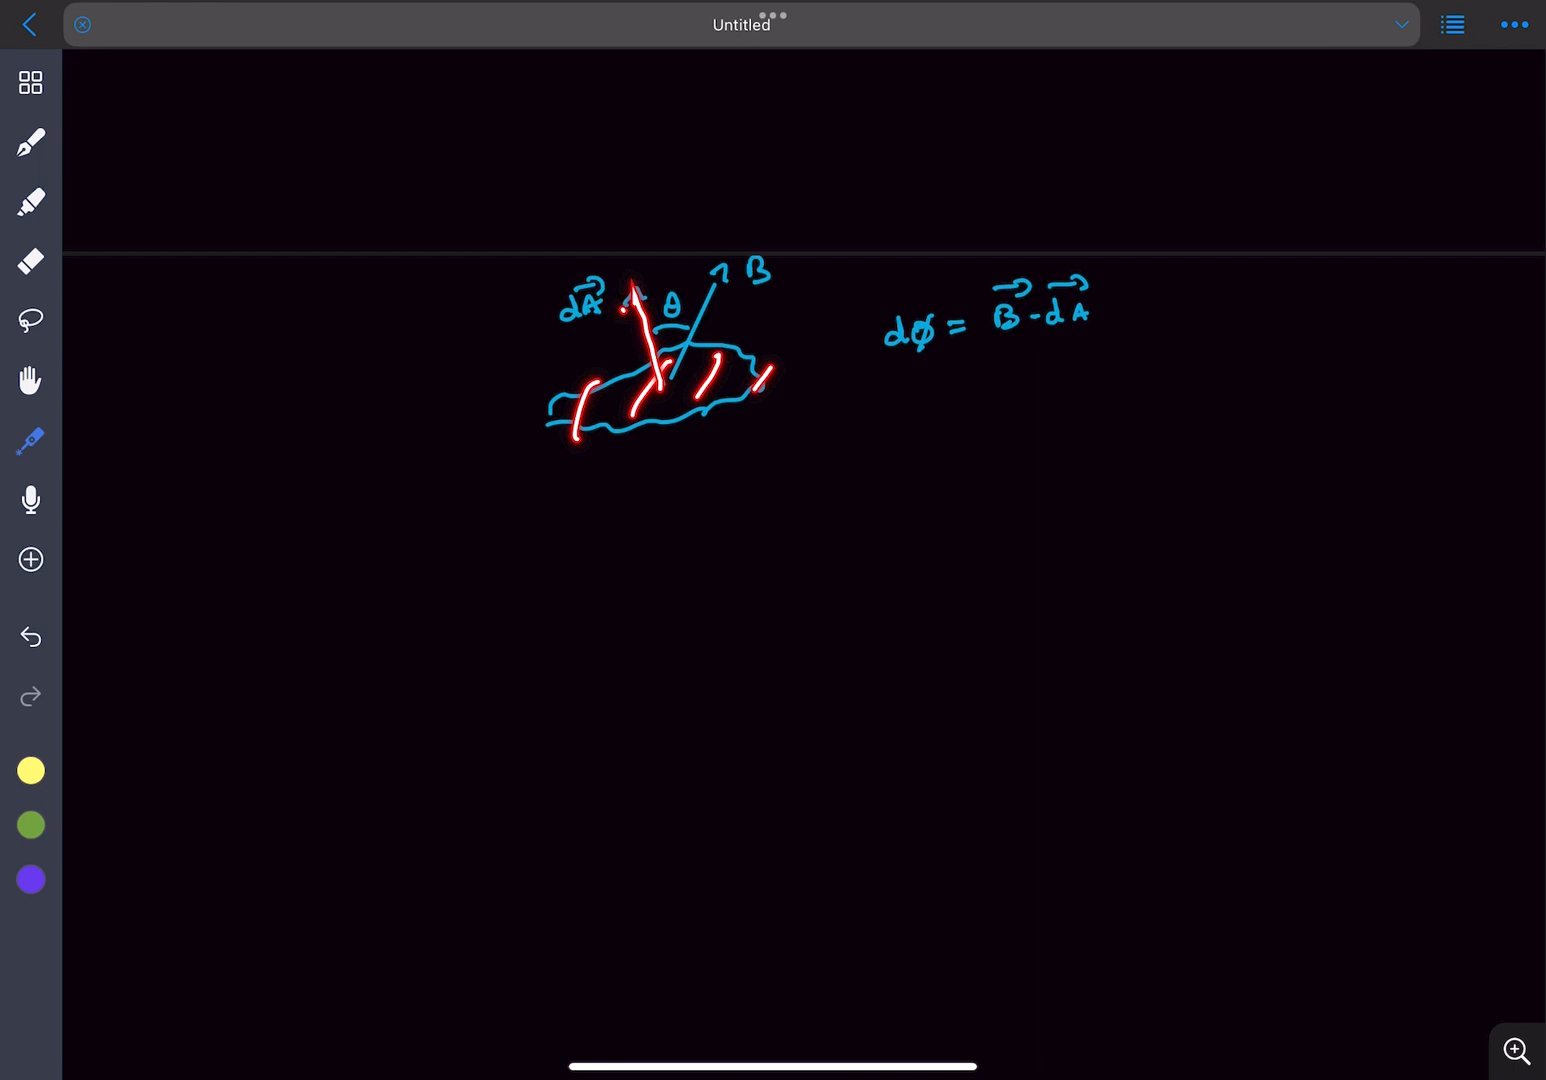 Untitled
B
dA θ
dϕ = B · dA